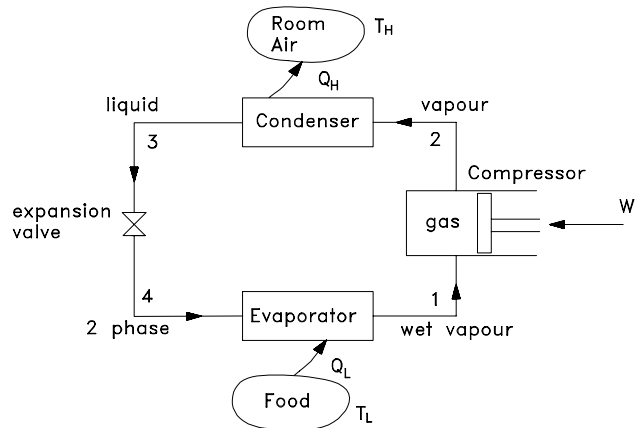 Room
Air
T_H
Q_H
liquid
vapour
Condenser
3
2
Compressor
expansion
valve
gas
W
4
1
2 phase
Evaporator
wet vapour
Q_L
Food
T_L